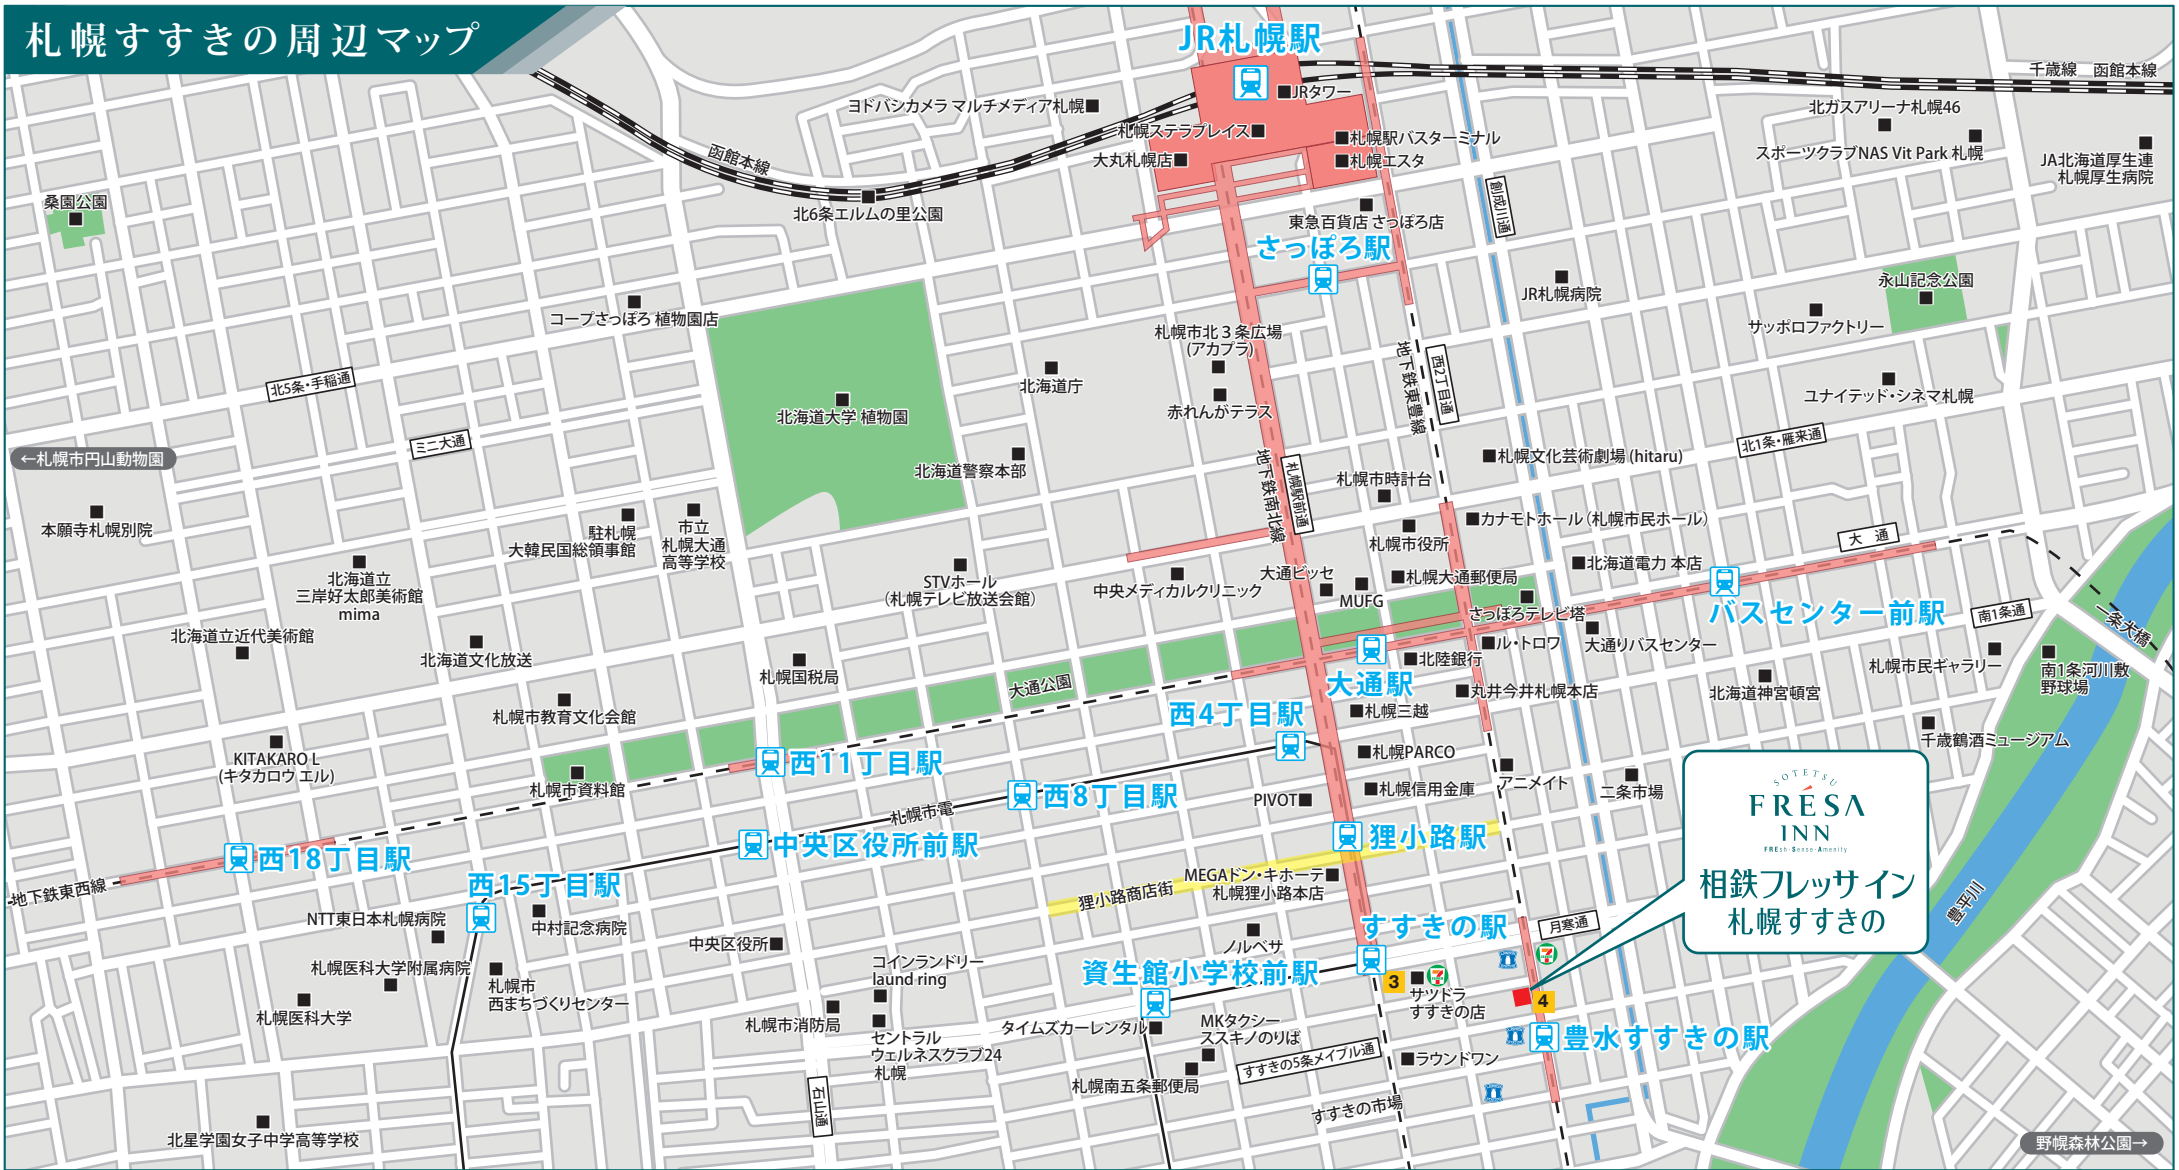 札幌すすきの周辺マップ
JR札幌駅
千歳線 函館本線
JRタワー
ヨドバシカメラ マルチメディア札幌
北ガスアリーナ札幌46
札幌ステラプレイス
札幌駅バスターミナル
函館本線
大丸札幌店
札幌エスタ
スポーツクラブNAS Vit Park 札幌
JA北海道厚生連
札幌厚生病院
桑園公園
北6条エルムの里公園
創成川通
東急百貨店 さっぽろ店
さっぽろ駅
永山記念公園
JR札幌病院
コープさっぽろ 植物園店
サッポロファクトリー
札幌市北3条広場
(アカプラ)
地下鉄東豊線
西2丁目通
北5条・手稲通
北海道庁
ユナイテッド・シネマ札幌
赤れんがテラス
北海道大学 植物園
ミニ大通
北1条・雁来通
←札幌市円山動物園
札幌文化芸術劇場 (hitaru)
北海道警察本部
地下鉄南北線
札幌駅前通
札幌市時計台
本願寺札幌別院
駐札幌
大韓民国総領事館
市立
札幌大通
高等学校
カナモトホール(札幌市民ホール)
札幌市役所
大 通
北海道立
三岸好太郎美術館
mima
STVホール
(札幌テレビ放送会館)
中央メディカルクリニック
大通ビッセ
MUFG
札幌大通郵便局
北海道電力 本店
さっぽろテレビ塔
バスセンター前駅
南1条通
一条大橋
北海道立近代美術館
北海道文化放送
札幌国税局
ル・トロワ
大通りバスセンター
北陸銀行
札幌市民ギャラリー
南1条河川敷
野球場
大通公園
大通駅
丸井今井札幌本店
北海道神宮頓宮
札幌市教育文化会館
西4丁目駅
札幌三越
千歳鶴酒ミュージアム
KITAKARO L
(キタカロウ エル)
西11丁目駅
札幌PARCO
札幌市資料館
札幌信用金庫
アニメイト
二条市場
PIVOT
西8丁目駅
札幌市電
SOTETSU
FRESA
INN
FREsh・Sense・Amenity
相鉄フレッサイン
札幌すすきの
中央区役所前駅
狸小路駅
西18丁目駅
地下鉄東西線
西15丁目駅
MEGAドン・キホーテ
札幌狸小路本店
狸小路商店街
豊平川
NTT東日本札幌病院
中村記念病院
すすきの駅
月寒通
中央区役所
ノルベサ
札幌医科大学附属病院
コインランドリー
laund ring
資生館小学校前駅
3
札幌市
西まちづくりセンター
サツドラ
すすきの店
4
札幌医科大学
札幌市消防局
タイムズカーレンタル
MKタクシー
ススキノのりば
豊水すすきの駅
セントラル
ウェルネスクラブ24
札幌
すすきの5条メイプル通
ラウンドワン
札幌南五条郵便局
石山通
すすきの市場
北星学園女子中学高等学校
野幌森林公園→